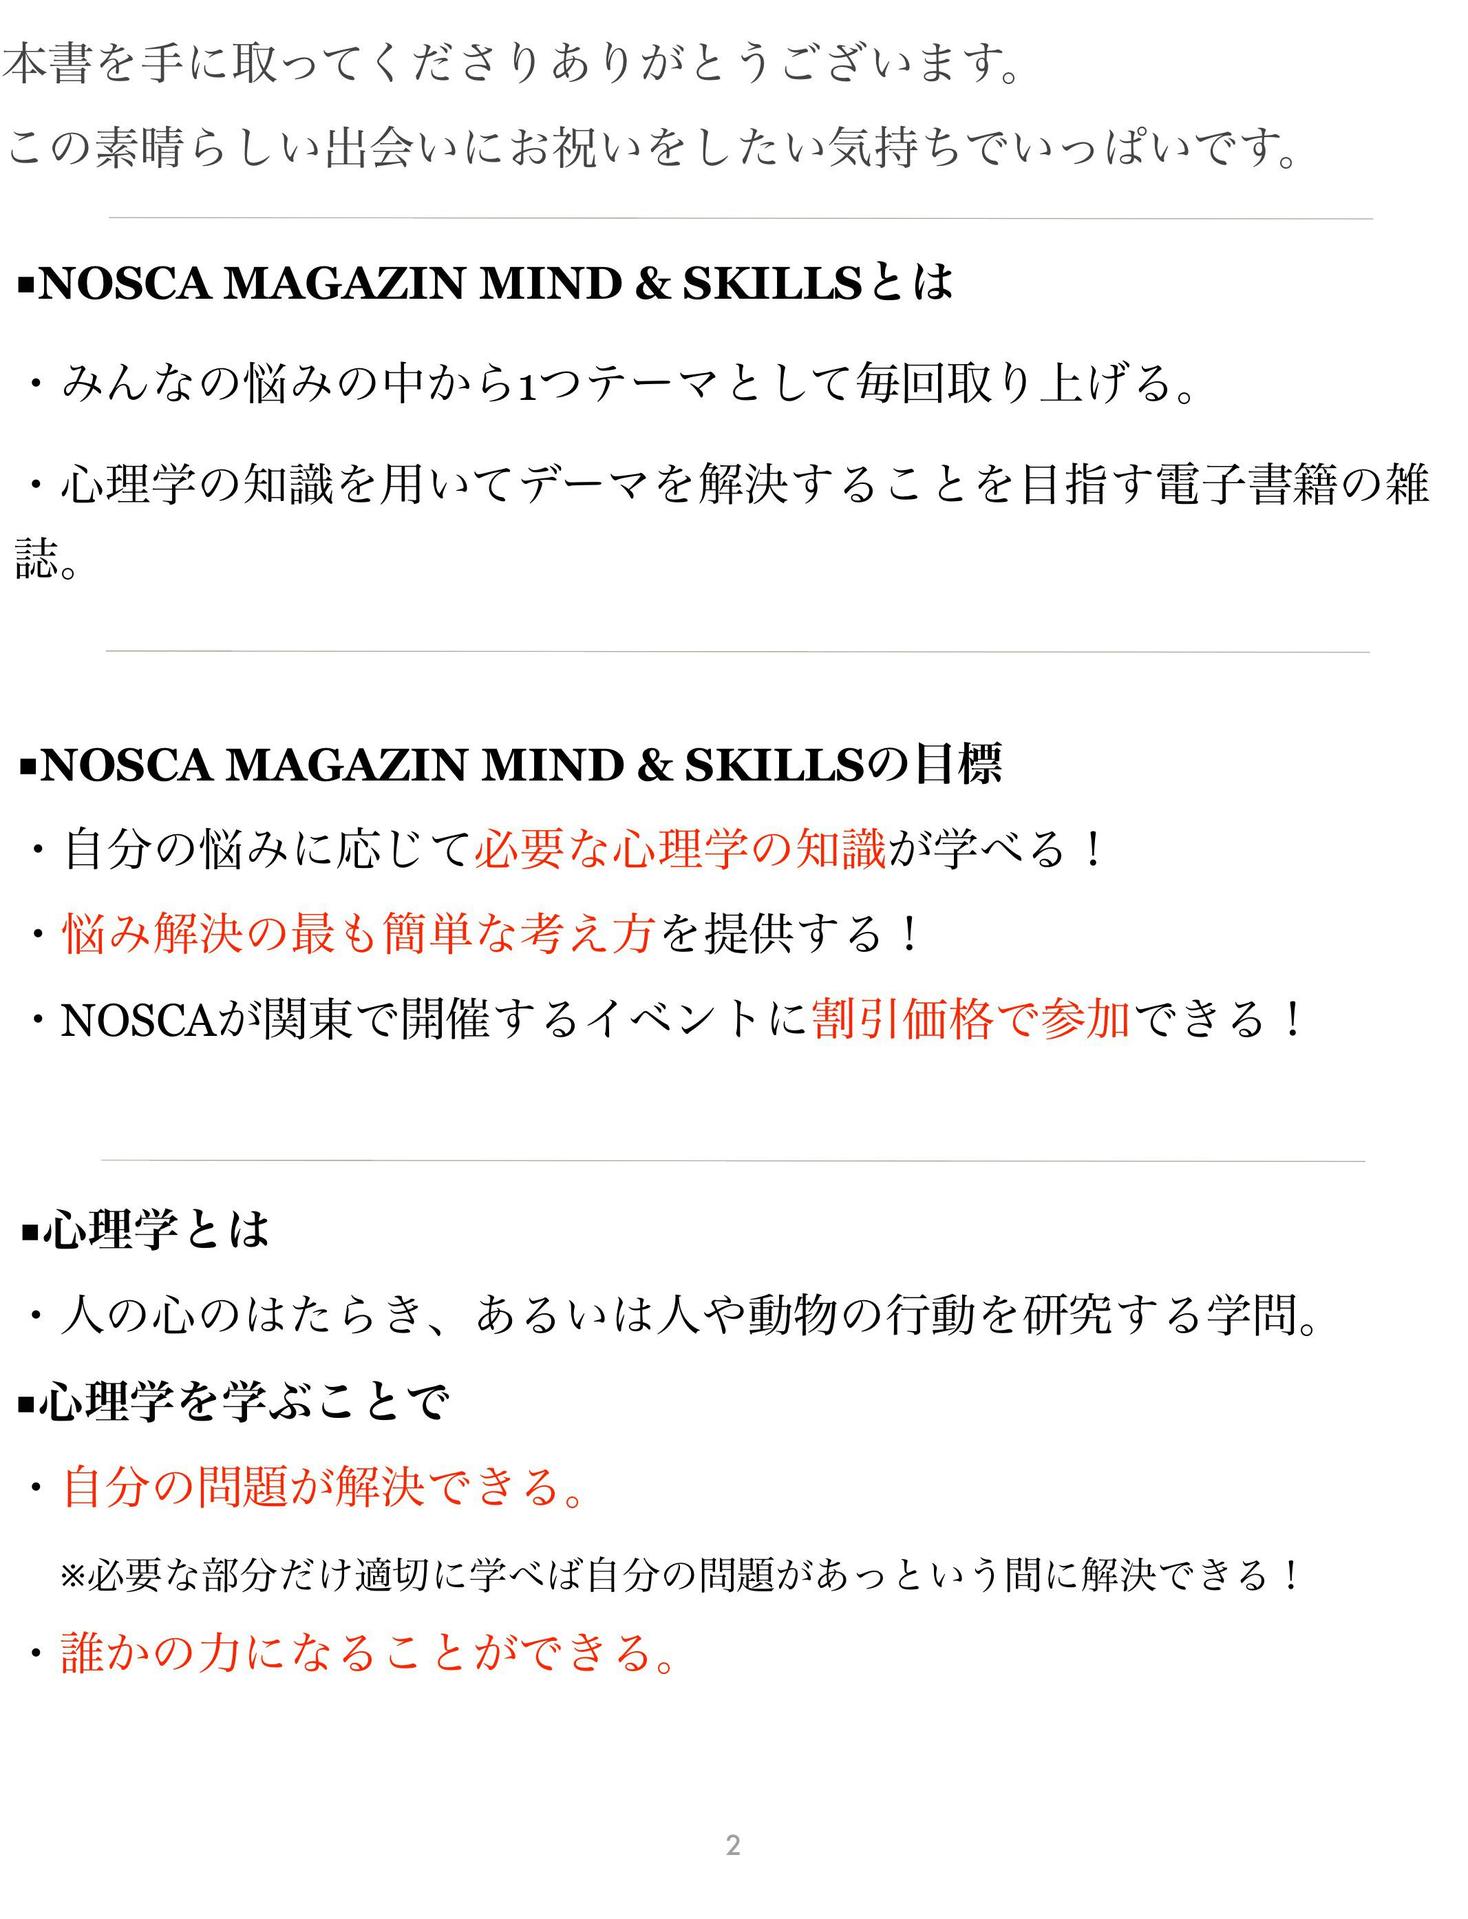 本書を手に取ってくださりありがとうございます。
この素晴らしい出会いにお祝いをしたい気持ちでいっぱいです。
▪NOSCA MAGAZIN MIND & SKILLSとは
・みんなの悩みの中から1つテーマとして毎回取り上げる。
・心理学の知識を用いてデーマを解決することを目指す電子書籍の雑
誌。
▪NOSCA MAGAZIN MIND & SKILLSの目標
・自分の悩みに応じて必要な心理学の知識が学べる！
・悩み解決の最も簡単な考え方を提供する！
・NOSCAが関東で開催するイベントに割引価格で参加できる！
▪心理学とは
・人の心のはたらき、あるいは人や動物の行動を研究する学問。
▪心理学を学ぶことで
・自分の問題が解決できる。
※必要な部分だけ適切に学べば自分の問題があっという間に解決できる！
・誰かの力になることができる。
2